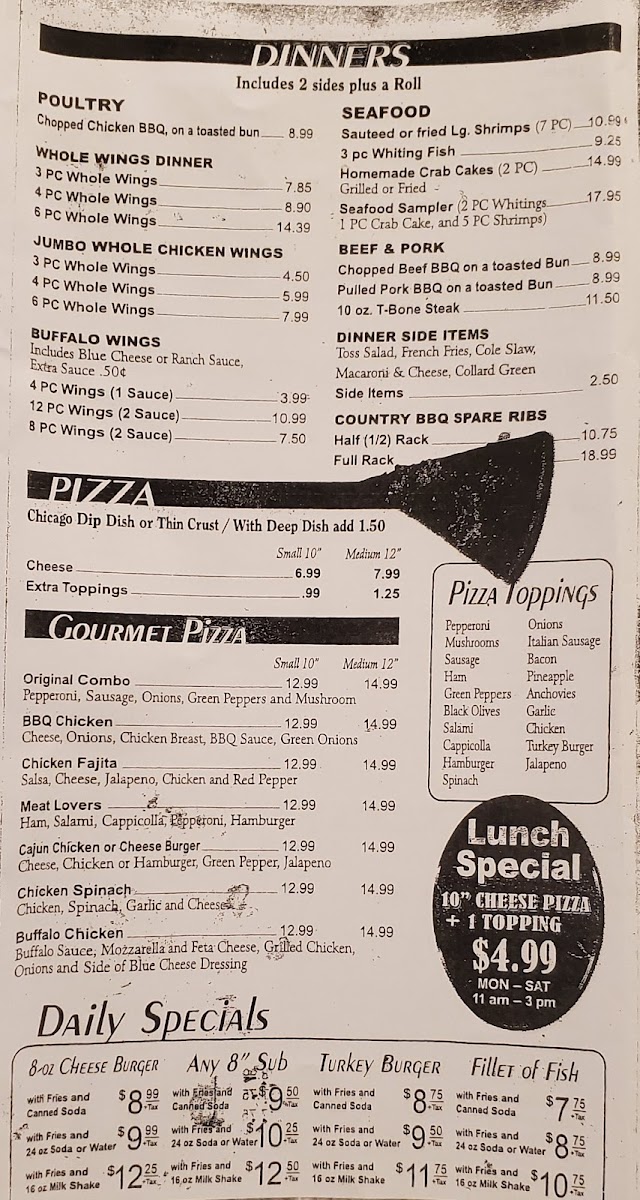 DINNERS
Includes 2 sides plus a Roll
POULTRY
Chopped Chicken BBQ, on a toasted bun 8.99
WHOLE WINGS DINNER
3 PC Whole Wings 7.85
4 PC Whole Wings 8.90
6 PC Whole Wings 14.39
JUMBO WHOLE CHICKEN WINGS
3 PC Whole Wings 4.50
4 PC Whole Wings 5.99
6 PC Whole Wings 7.99
BUFFALO WINGS
Includes Blue Cheese or Ranch Sauce,
Extra Sauce .50¢
4 PC Wings (1 Sauce) 3.99
12 PC Wings (2 Sauce) 10.99
8 PC Wings (2 Sauce) 7.50
SEAFOOD
Sauteed or fried Lg. Shrimps (7 PC) 10.99
3 pc Whiting Fish 9.25
Homemade Crab Cakes (2 PC) 14.99
Grilled or Fried
Seafood Sampler (2 PC Whitings 17.95
1 PC Crab Cake, and 5 PC Shrimps)
BEEF & PORK
Chopped Beef BBQ on a toasted Bun 8.99
Pulled Pork BBQ on a toasted Bun 8.99
10 oz. T-Bone Steak 11.50
DINNER SIDE ITEMS
Toss Salad, French Fries, Cole Slaw,
Macaroni & Cheese, Collard Green
Side Items 2.50
COUNTRY BBQ SPARE RIBS
Half (1/2) Rack 10.75
Full Rack 18.99
PIZZA
Chicago Dip Dish or Thin Crust / With Deep Dish add 1.50
Small 10" Medium 12"
Cheese 6.99 7.99
Extra Toppings .99 1.25
GOURMET PIZZA
Small 10" Medium 12"
Original Combo 12.99 14.99
Pepperoni, Sausage, Onions, Green Peppers and Mushroom
BBQ Chicken 12.99 14.99
Cheese, Onions, Chicken Breast, BBQ Sauce, Green Onions
Chicken Fajita 12.99 14.99
Salsa, Cheese, Jalapeno, Chicken and Red Pepper
Meat Lovers 12.99 14.99
Ham, Salami, Cappicolla, Pepperoni, Hamburger
Cajun Chicken or Cheese Burger 12.99 14.99
Cheese, Chicken or Hamburger, Green Pepper, Jalapeno
Chicken Spinach 12.99 14.99
Chicken, Spinach, Garlic and Cheese
Buffalo Chicken 12.99 14.99
Buffalo Sauce, Mozzarella and Feta Cheese, Grilled Chicken,
Onions and Side of Blue Cheese Dressing
PIZZA TOPPINGS
Pepperoni Onions
Mushrooms Italian Sausage
Sausage Bacon
Ham Pineapple
Green Peppers Anchovies
Black Olives Garlic
Salami Chicken
Cappicolla Turkey Burger
Hamburger Jalapeno
Spinach
Lunch
Special
10" CHEESE PIZZA
+ 1 TOPPING
$4.99
MON – SAT
11 am – 3 pm
DAILY SPECIALS
8-OZ CHEESE BURGER
with Fries and
Canned Soda $8.99 +Tax
with Fries and
24 oz Soda or Water $9.99 +Tax
with Fries and
16 oz Milk Shake $12.25 +Tax
ANY 8" SUB
with Fries and
Canned Soda $9.50 +Tax
with Fries and
24 oz Soda or Water $10.25 +Tax
with Fries and
16 oz Milk Shake $12.50 +Tax
TURKEY BURGER
with Fries and
Canned Soda $8.75 +Tax
with Fries and
24 oz Soda or Water $9.50 +Tax
with Fries and
16 oz Milk Shake $11.75 +Tax
FILLET OF FISH
with Fries and
Canned Soda $7.75 +Tax
with Fries and
24 oz Soda or Water $8.75 +Tax
with Fries and
16 oz Milk Shake $10.75 +Tax